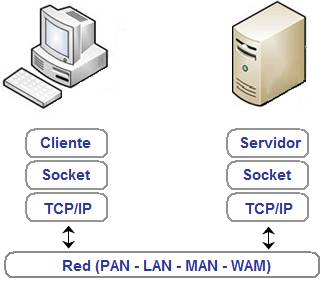 Cliente
Servidor
Socket
Socket
TCP/IP
TCP/IP
Red (PAN - LAN - MAN - WAM)